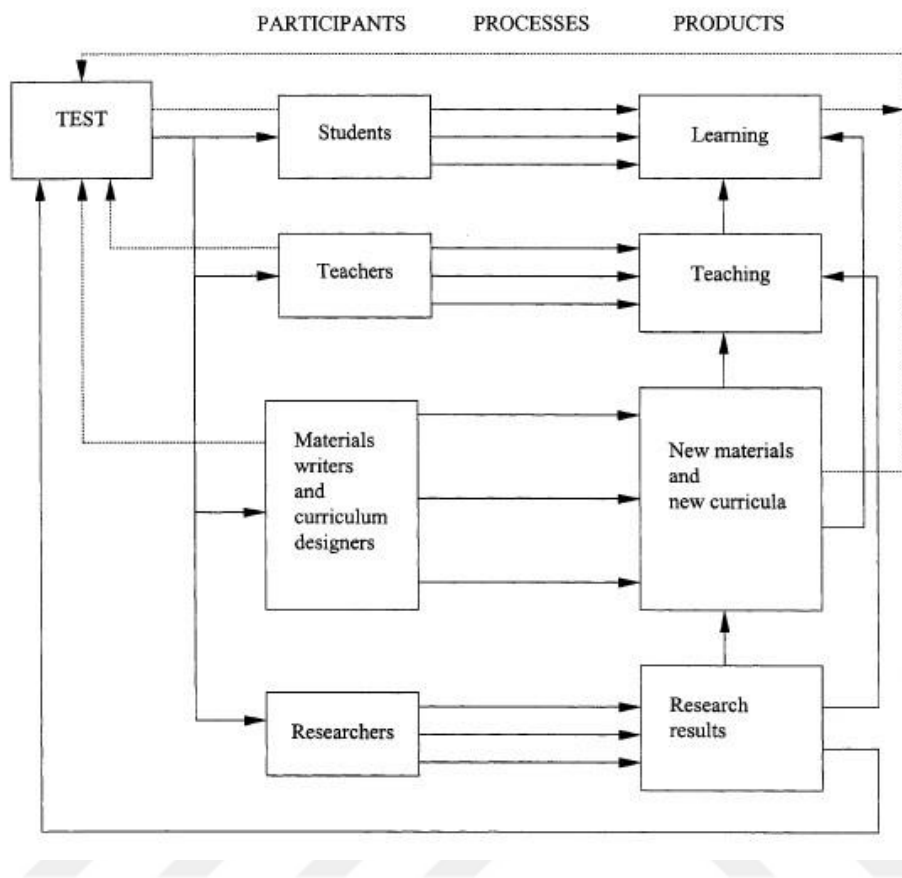 PARTICIPANTS PROCESSES PRODUCTS
TEST
Students
Learning
Teachers
Teaching
Materials
writers
and
curriculum
designers
New materials
and
new curricula
Researchers
Research
results